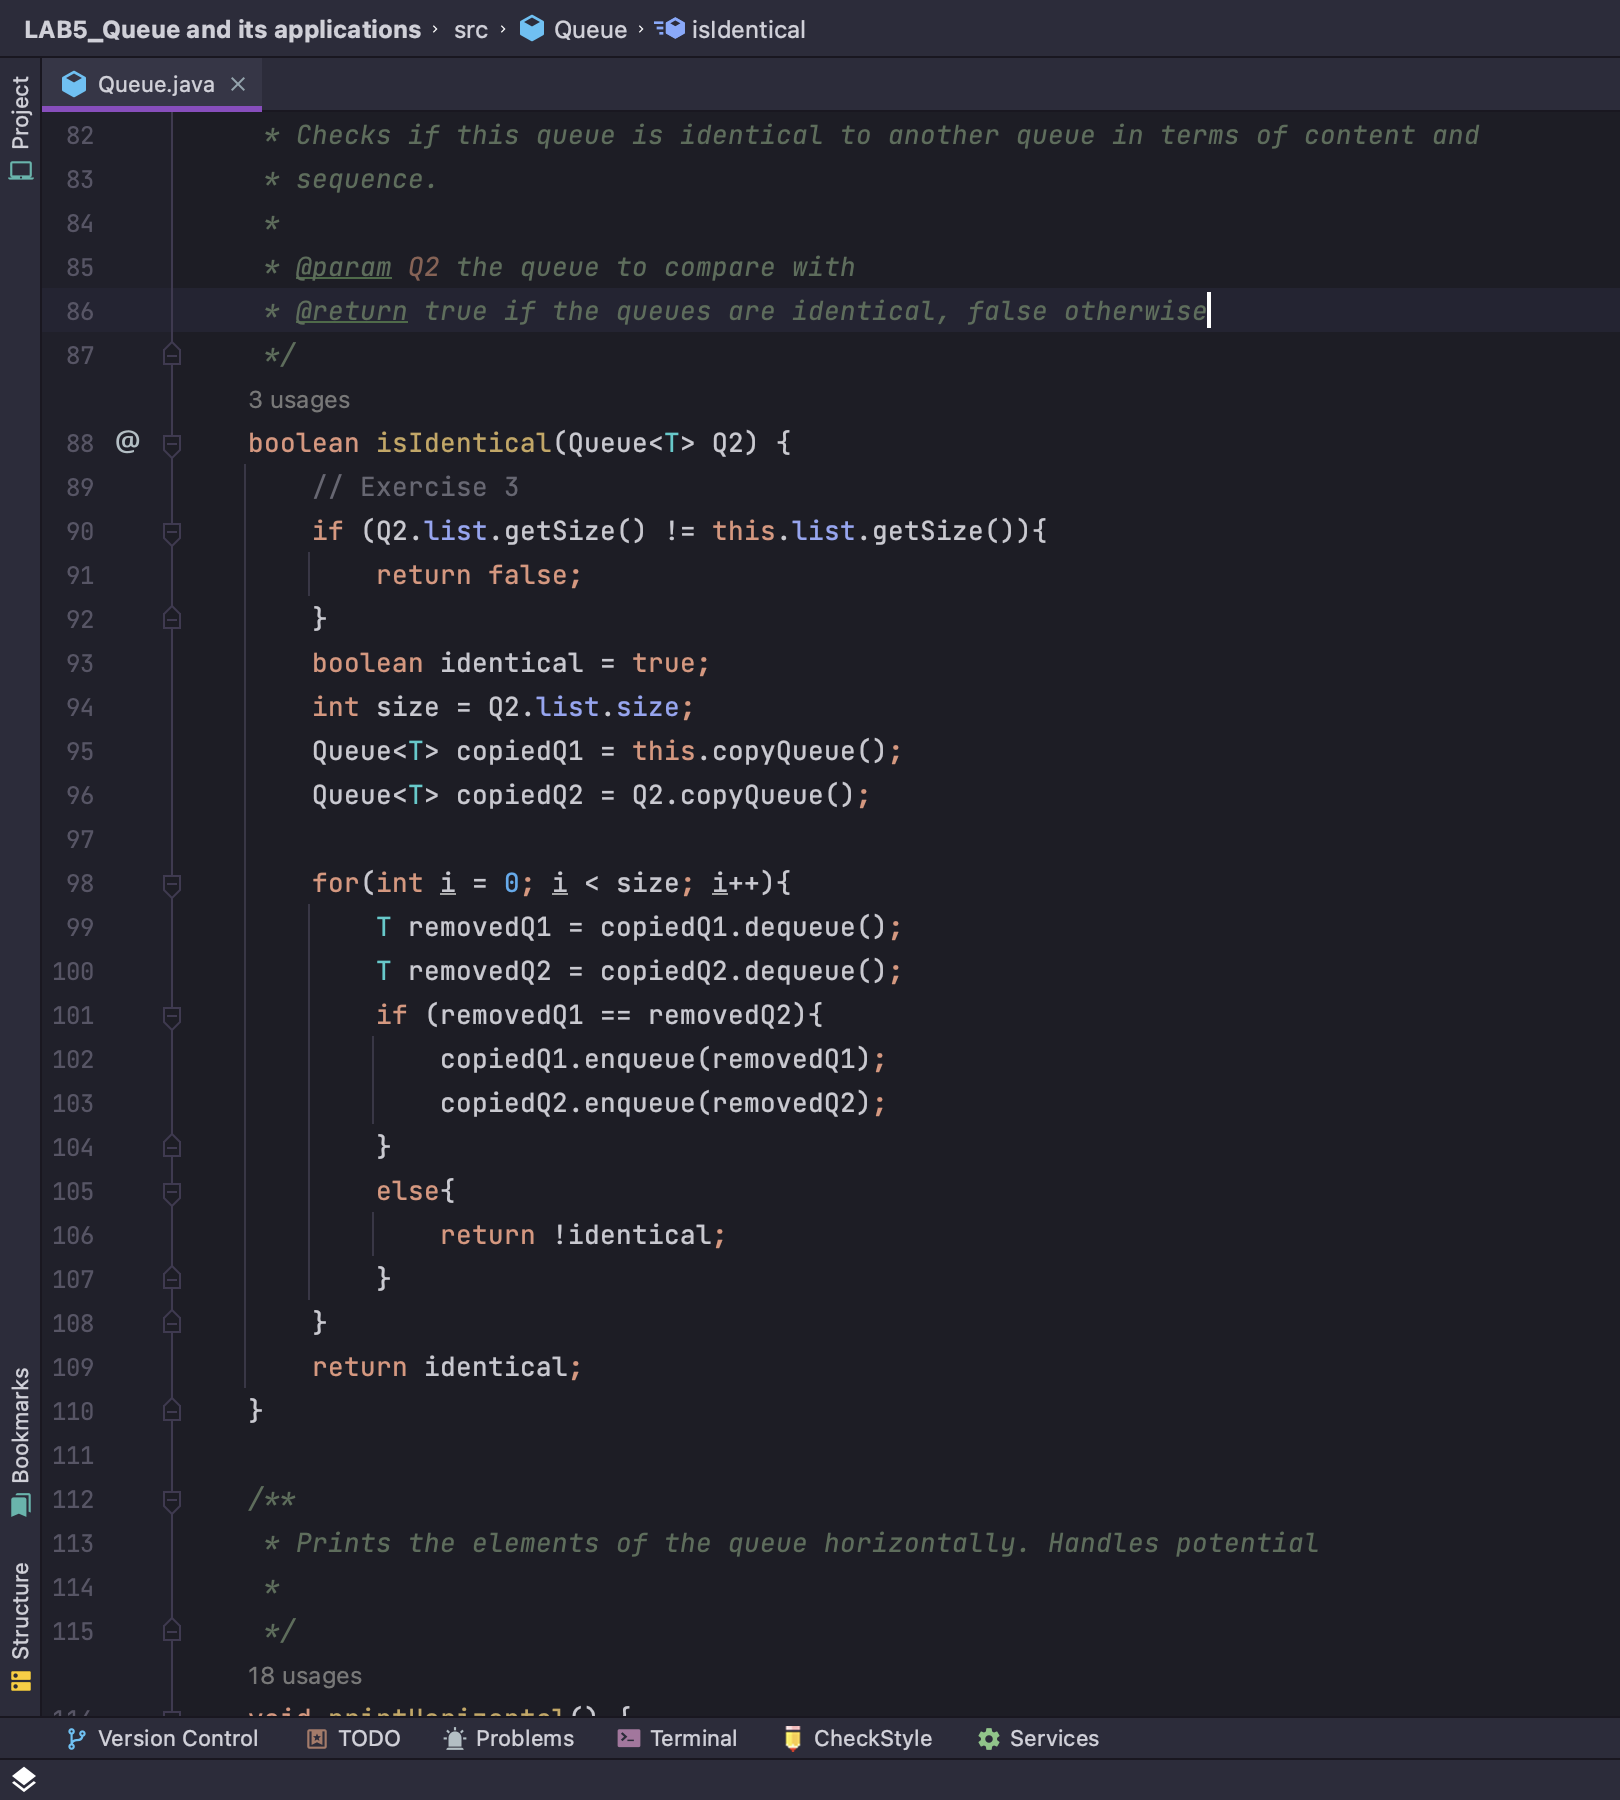 LAB5_Queue and its applications › src › Queue › isIdentical
Project
Queue.java ×
82 * Checks if this queue is identical to another queue in terms of content and
83 * sequence.
84 *
85 * @param Q2 the queue to compare with
86 * @return true if the queues are identical, false otherwise
87 */
3 usages
88 @ boolean isIdentical(Queue<T> Q2) {
89 // Exercise 3
90 if (Q2.list.getSize() != this.list.getSize()){
91 return false;
92 }
93 boolean identical = true;
94 int size = Q2.list.size;
95 Queue<T> copiedQ1 = this.copyQueue();
96 Queue<T> copiedQ2 = Q2.copyQueue();
97
98 for(int i = 0; i < size; i++){
99 T removedQ1 = copiedQ1.dequeue();
100 T removedQ2 = copiedQ2.dequeue();
101 if (removedQ1 == removedQ2){
102 copiedQ1.enqueue(removedQ1);
103 copiedQ2.enqueue(removedQ2);
104 }
105 else{
106 return !identical;
107 }
108 }
109 return identical;
110 }
111
112 /**
113 * Prints the elements of the queue horizontally. Handles potential
114 *
115 */
18 usages
116 void printHorizontal() {
Bookmarks
Structure
Version Control TODO Problems Terminal CheckStyle Services